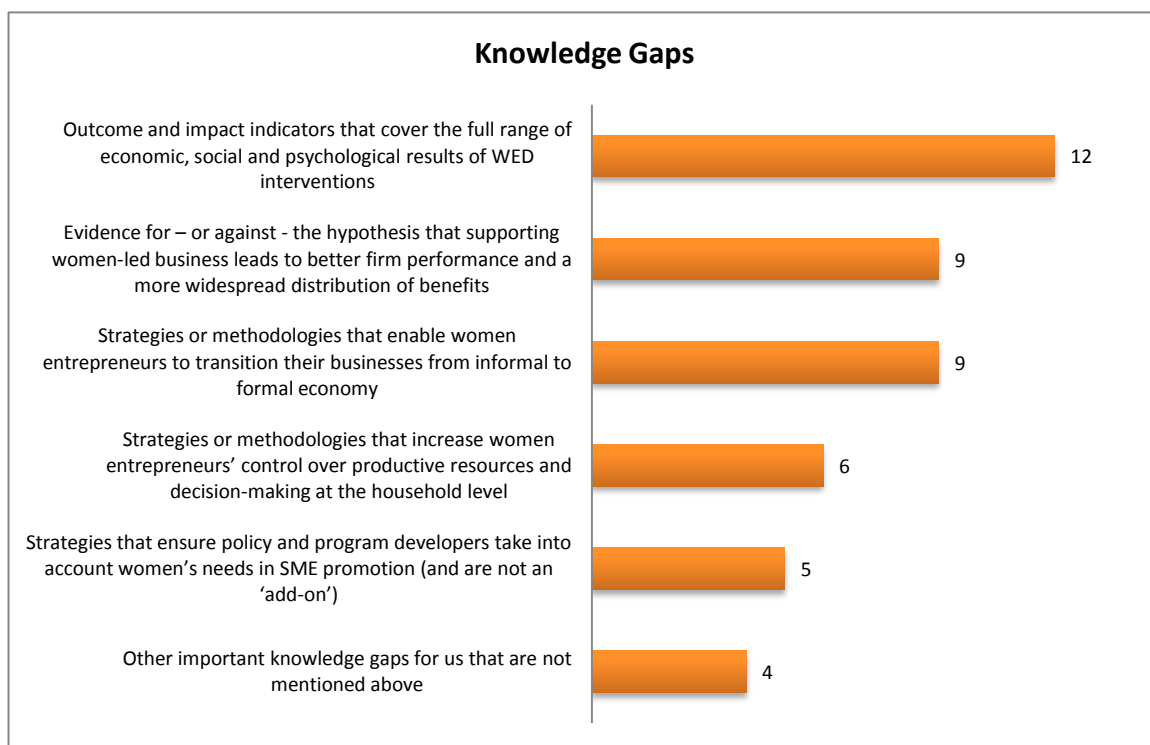 Knowledge Gaps
Outcome and impact indicators that cover the full range of
economic, social and psychological results of WED
interventions
12
Evidence for – or against - the hypothesis that supporting
women-led business leads to better firm performance and a
more widespread distribution of benefits
9
Strategies or methodologies that enable women
entrepreneurs to transition their businesses from informal to
formal economy
9
Strategies or methodologies that increase women
entrepreneurs’ control over productive resources and
decision-making at the household level
6
Strategies that ensure policy and program developers take into
account women’s needs in SME promotion (and are not an
‘add-on’)
5
Other important knowledge gaps for us that are not
mentioned above
4